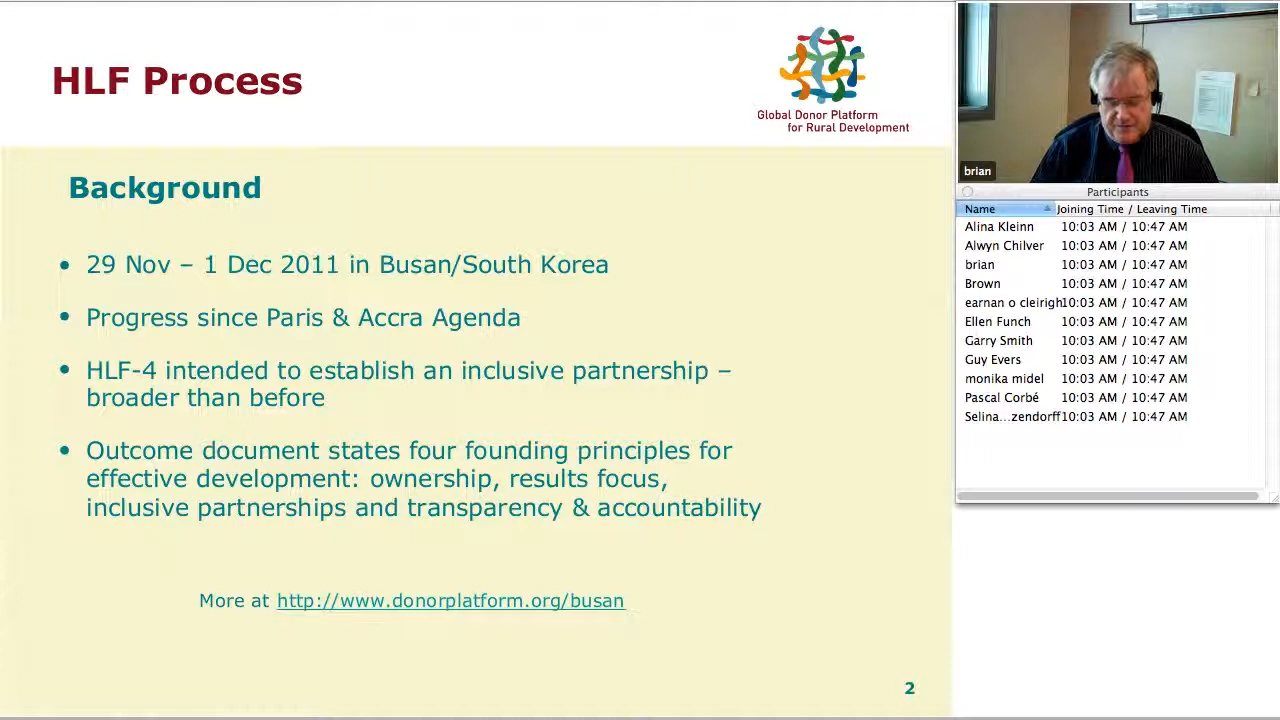 HLF Process
Global Donor Platform
for Rural Development
Background
• 29 Nov – 1 Dec 2011 in Busan/South Korea
• Progress since Paris & Accra Agenda
• HLF-4 intended to establish an inclusive partnership –
broader than before
• Outcome document states four founding principles for
effective development: ownership, results focus,
inclusive partnerships and transparency & accountability
More at http://www.donorplatform.org/busan
2
brian
Participants
Name Joining Time / Leaving Time
Alina Kleinn 10:03 AM / 10:47 AM
Alwyn Chilver 10:03 AM / 10:47 AM
brian 10:03 AM / 10:47 AM
Brown 10:03 AM / 10:47 AM
earnan o cleirigh 10:03 AM / 10:47 AM
Ellen Funch 10:03 AM / 10:47 AM
Garry Smith 10:03 AM / 10:47 AM
Guy Evers 10:03 AM / 10:47 AM
monika midel 10:03 AM / 10:47 AM
Pascal Corbé 10:03 AM / 10:47 AM
Selina...zendorff 10:03 AM / 10:47 AM